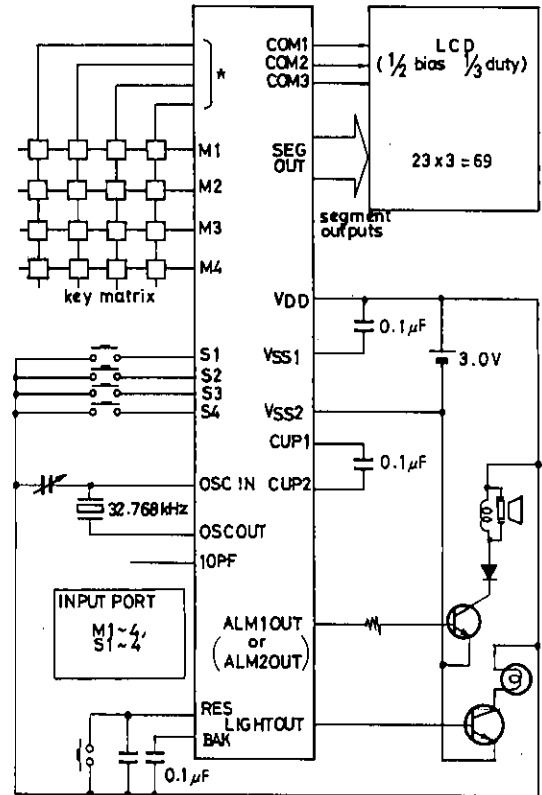 COM1
COM2
COM3
*
LCD
( 1/2 bias 1/3 duty)
23 x 3 = 69
SEG
OUT
segment
outputs
M1
M2
M3
M4
key matrix
VDD
0.1μF
VSS1
3.0V
VSS2
S1
S2
S3
S4
CUP1
0.1μF
CUP2
OSC IN
32.768kHz
OSCOUT
10PF
INPUT PORT
M1~4,
S1~4
ALM1OUT
or
(ALM2OUT)
RES
LIGHTOUT
BAK
0.1μF